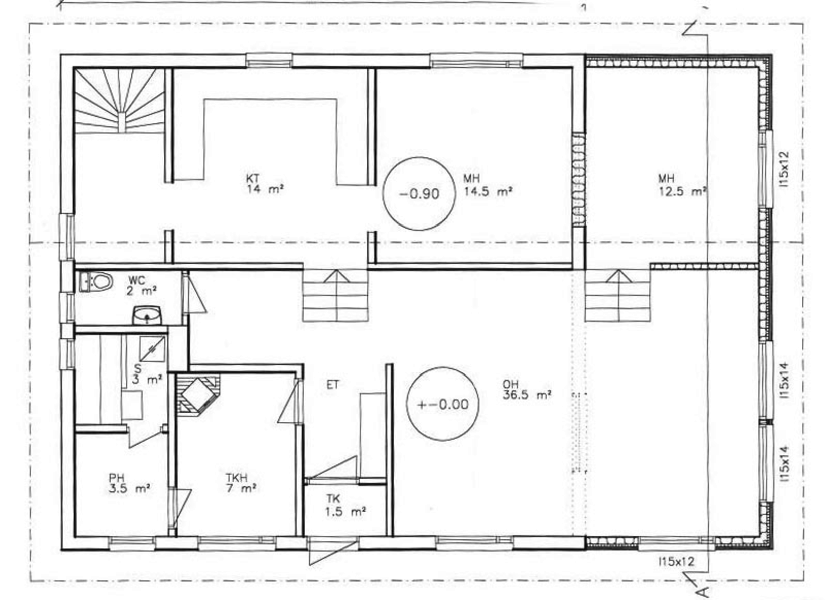 KT
14 m²
-0.90
MH
14.5 m²
MH
12.5 m²
I15x12
WC
2 m²
S
3 m²
ET
+-0.00
OH
36.5 m²
I15x14
PH
3.5 m²
TKH
7 m²
TK
1.5 m²
I15x14
I15x12
A